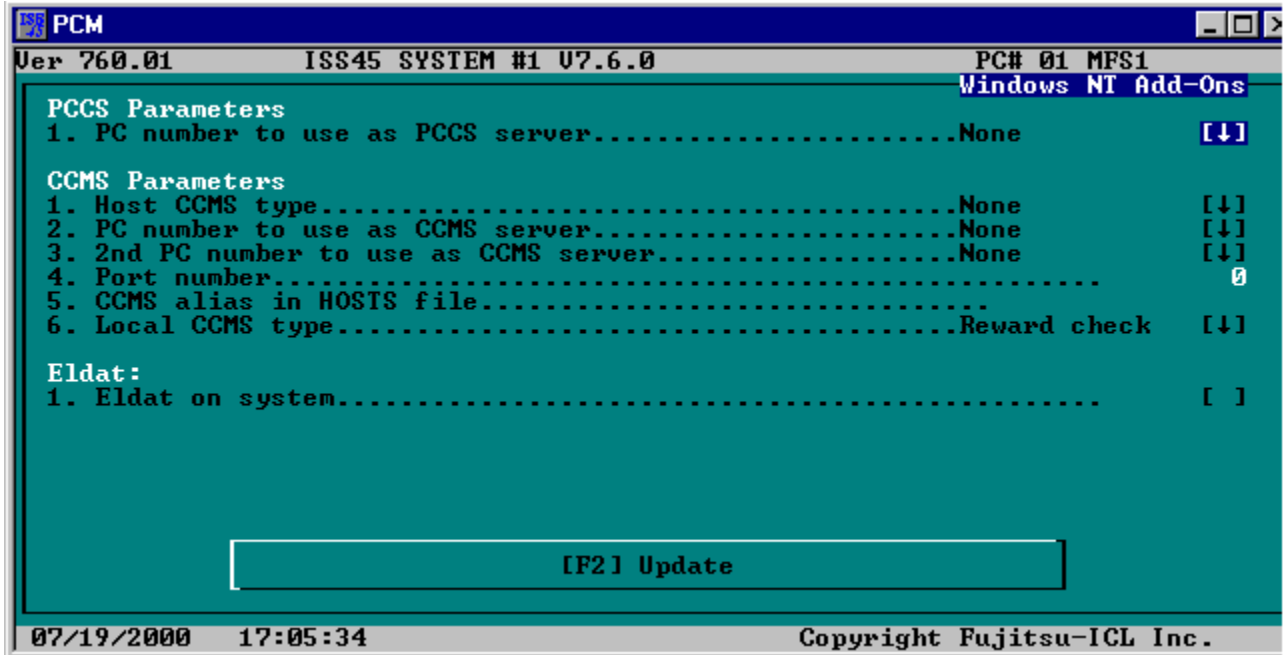 PCM
Ver 760.01 ISS45 SYSTEM #1 V7.6.0 PC# 01 MFS1
Windows NT Add-Ons
PCCS Parameters
1. PC number to use as PCCS server.......................None [↓]
CCMS Parameters
1. Host CCMS type........................................None [↓]
2. PC number to use as CCMS server.......................None [↓]
3. 2nd PC number to use as CCMS server...................None [↓]
4. Port number.................................................... 0
5. CCMS alias in HOSTS file................................
6. Local CCMS type.......................................Reward check [↓]
Eldat:
1. Eldat on system................................................ [ ]
[F2] Update
07/19/2000 17:05:34 Copyright Fujitsu-ICL Inc.